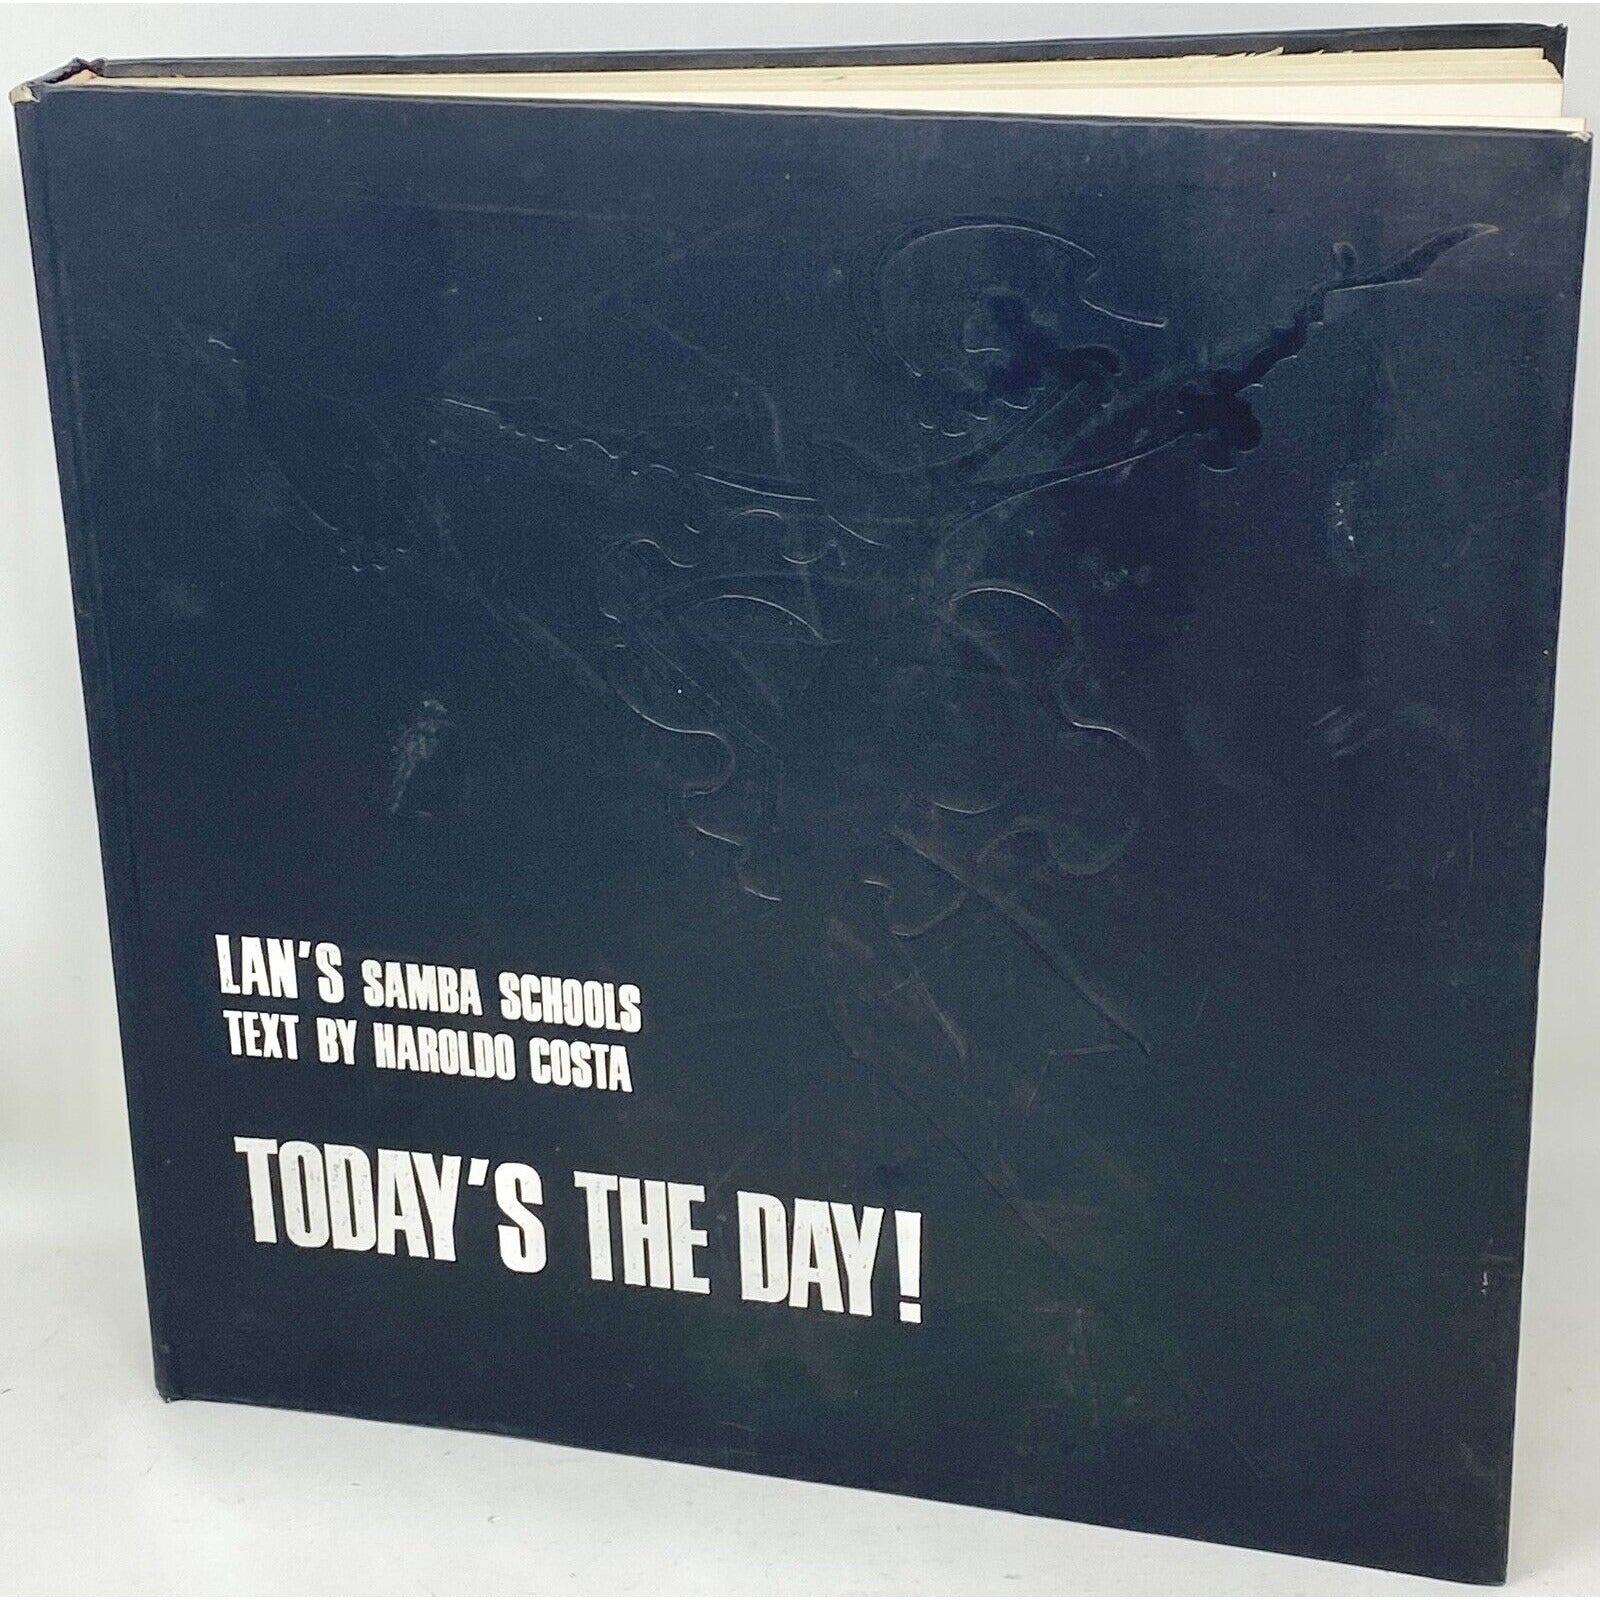 LAN'S SAMBA SCHOOLS
TEXT BY HAROLDO COSTA
TODAY'S THE DAY!